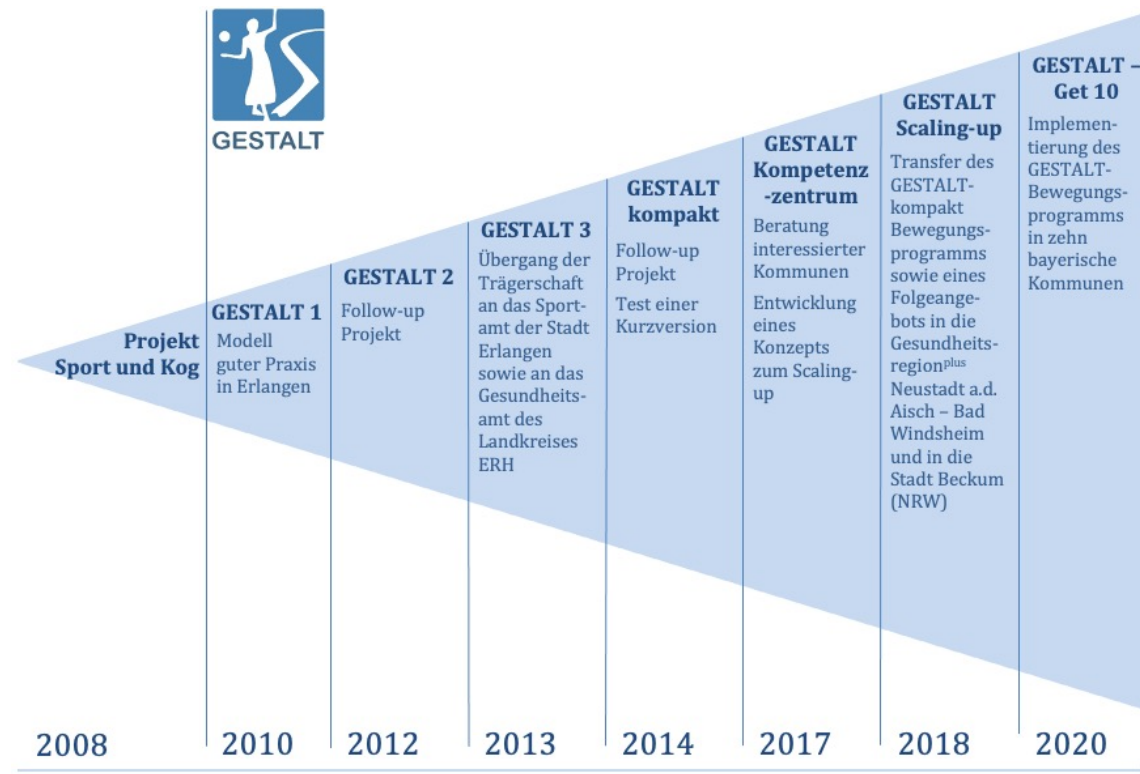 GESTALT
Projekt
Sport und Kog
GESTALT 1
Modell
guter Praxis
in Erlangen
GESTALT 2
Follow-up
Projekt
GESTALT 3
Übergang der
Trägerschaft
an das Sport-
amt der Stadt
Erlangen
sowie an das
Gesundheits-
amt des
Landkreises
ERH
GESTALT
kompakt
Follow-up
Projekt
Test einer
Kurzversion
GESTALT
Kompetenz
-zentrum
Beratung
interessierter
Kommunen
Entwicklung
eines
Konzepts
zum Scaling-
up
GESTALT
Scaling-up
Transfer des
GESTALT-
kompakt
Bewegungs-
programms
sowie eines
Folgeange-
bots in die
Gesundheits-
regionplus
Neustadt a.d.
Aisch – Bad
Windsheim
und in die
Stadt Beckum
(NRW)
GESTALT –
Get 10
Implemen-
tierung des
GESTALT-
Bewegungs-
programms
in zehn
bayerische
Kommunen
2008
2010
2012
2013
2014
2017
2018
2020